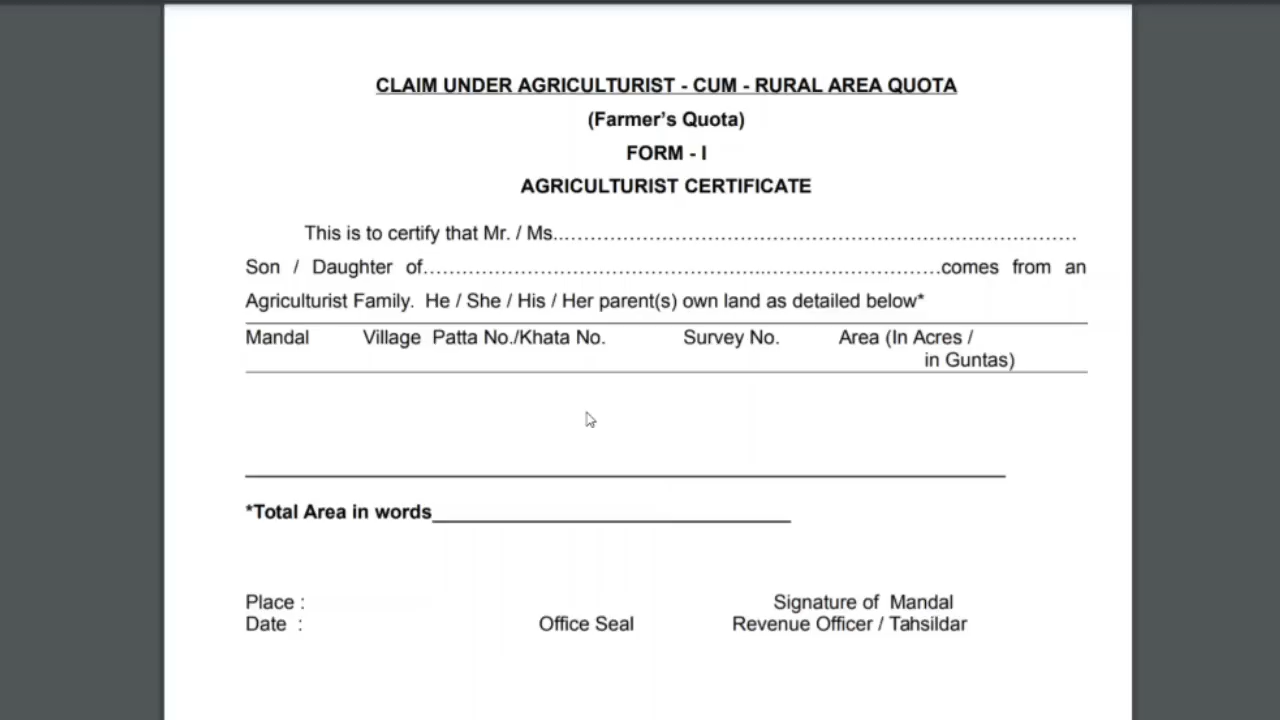 CLAIM UNDER AGRICULTURIST - CUM - RURAL AREA QUOTA
(Farmer’s Quota)
FORM - I
AGRICULTURIST CERTIFICATE
This is to certify that Mr. / Ms...………………………………………………………………………
Son / Daughter of…………………………………………………………………………comes from an
Agriculturist Family. He / She / His / Her parent(s) own land as detailed below*
Mandal Village Patta No./Khata No. Survey No. Area (In Acres /
in Guntas)
*Total Area in words_________________________________
Place :
Signature of Mandal
Date : Office Seal Revenue Officer / Tahsildar